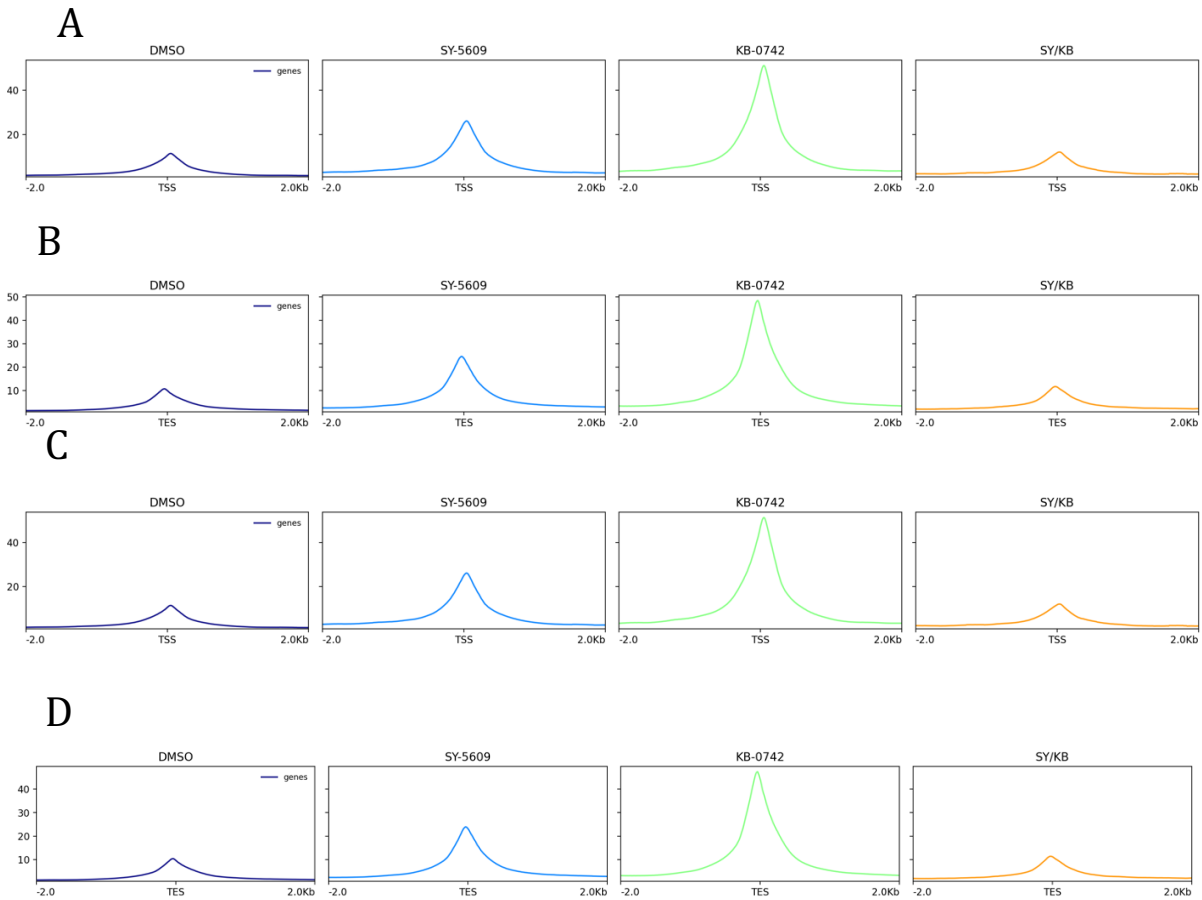 A
DMSO SY-5609 KB-0742 SY/KB
genes
40
20
-2.0 TSS 2.0Kb -2.0 TSS 2.0Kb -2.0 TSS 2.0Kb -2.0 TSS 2.0Kb
B
DMSO SY-5609 KB-0742 SY/KB
50
genes
40
30
20
10
-2.0 TES 2.0Kb -2.0 TES 2.0Kb -2.0 TES 2.0Kb -2.0 TES 2.0Kb
C
DMSO SY-5609 KB-0742 SY/KB
genes
40
20
-2.0 TSS 2.0Kb -2.0 TSS 2.0Kb -2.0 TSS 2.0Kb -2.0 TSS 2.0Kb
D
DMSO SY-5609 KB-0742 SY/KB
genes
40
30
20
10
-2.0 TES 2.0Kb -2.0 TES 2.0Kb -2.0 TES 2.0Kb -2.0 TES 2.0Kb